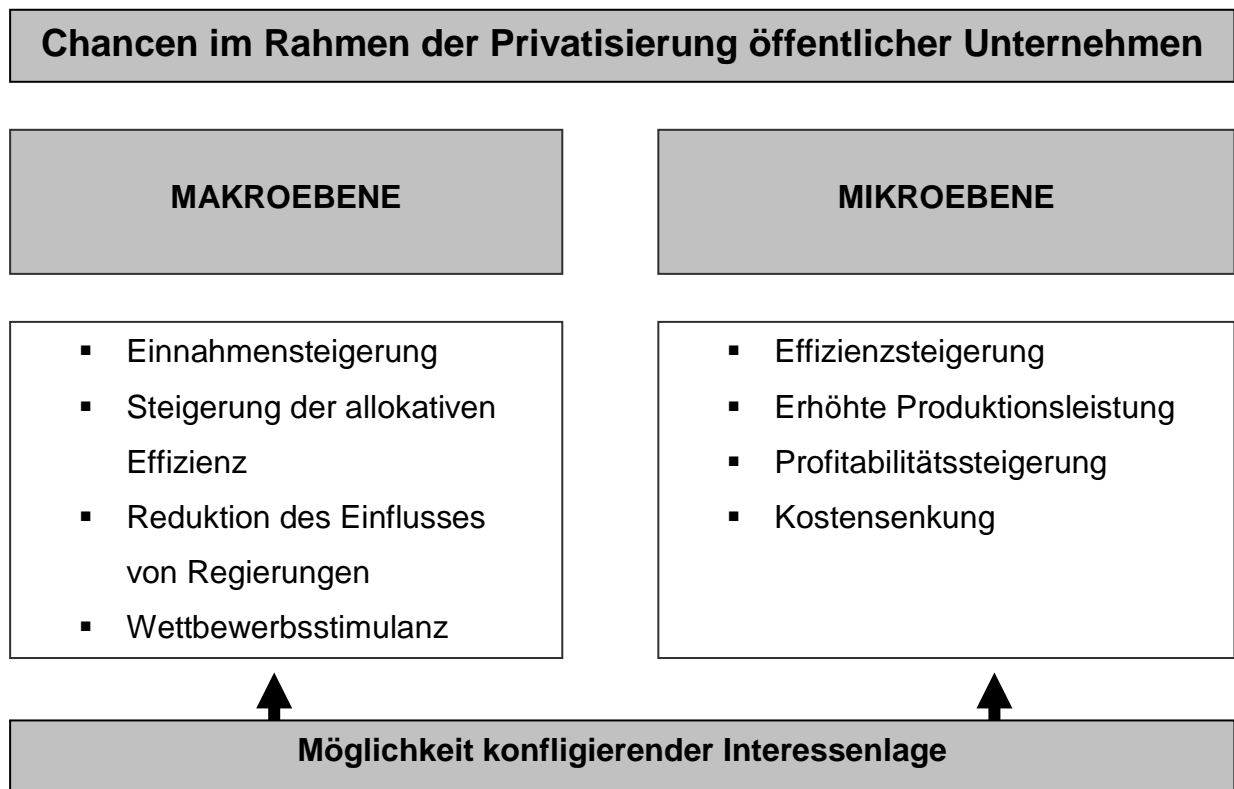 Chancen im Rahmen der Privatisierung öffentlicher Unternehmen
MAKROEBENE
▪ Einnahmensteigerung
▪ Steigerung der allokativen
Effizienz
▪ Reduktion des Einflusses
von Regierungen
▪ Wettbewerbsstimulanz
MIKROEBENE
▪ Effizienzsteigerung
▪ Erhöhte Produktionsleistung
▪ Profitabilitätssteigerung
▪ Kostensenkung
Möglichkeit konfligierender Interessenlage